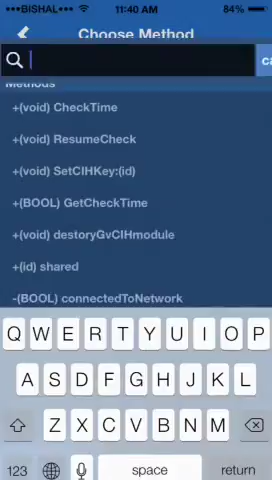 ●●●BISHAL●●● 11:40 AM 84%
Choose Method
ca
Methods
+(void) CheckTime
+(void) ResumeCheck
+(void) SetCIHKey:(id)
+(BOOL) GetCheckTime
+(void) destoryGvCIHmodule
+(id) shared
-(BOOL) connectedToNetwork
Q W E R T Y U I O P
A S D F G H J K L
Z X C V B N M
123 space return